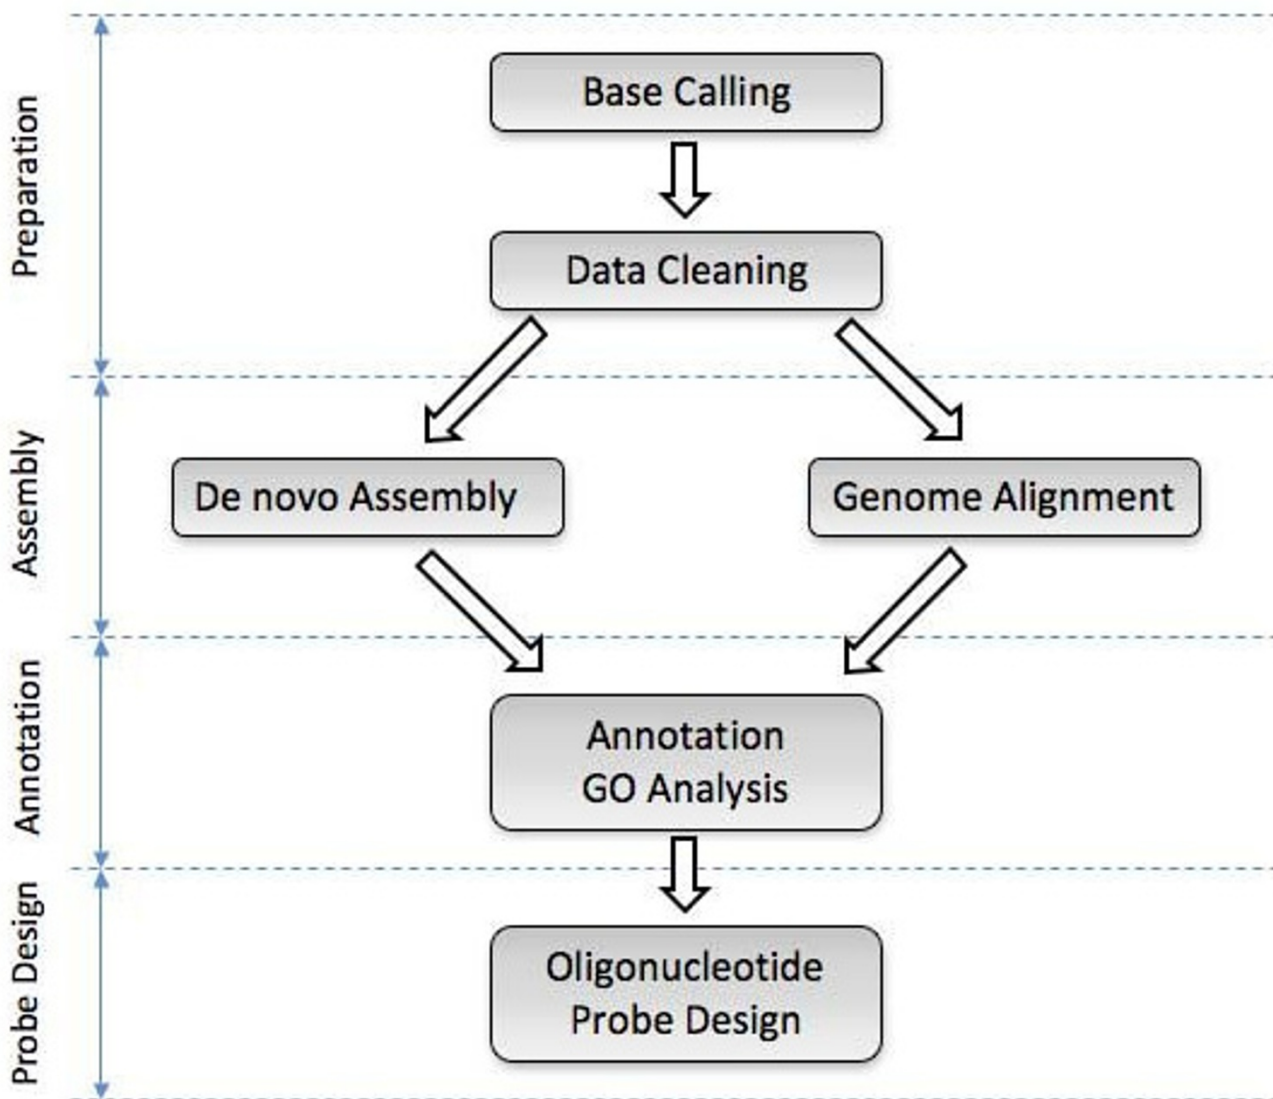 Preparation
Base Calling
Data Cleaning
Assembly
De novo Assembly
Genome Alignment
Annotation
Annotation
GO Analysis
Probe Design
Oligonucleotide
Probe Design